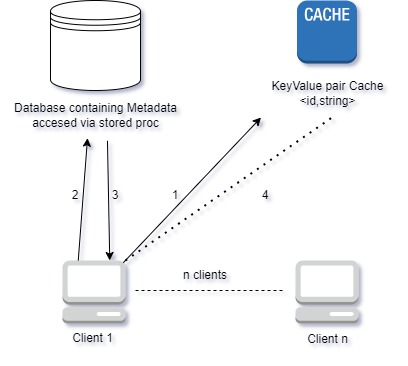 CACHE
Database containing Metadata
accesed via stored proc
KeyValue pair Cache
<id,string>
2
3
1
4
n clients
Client 1
Client n